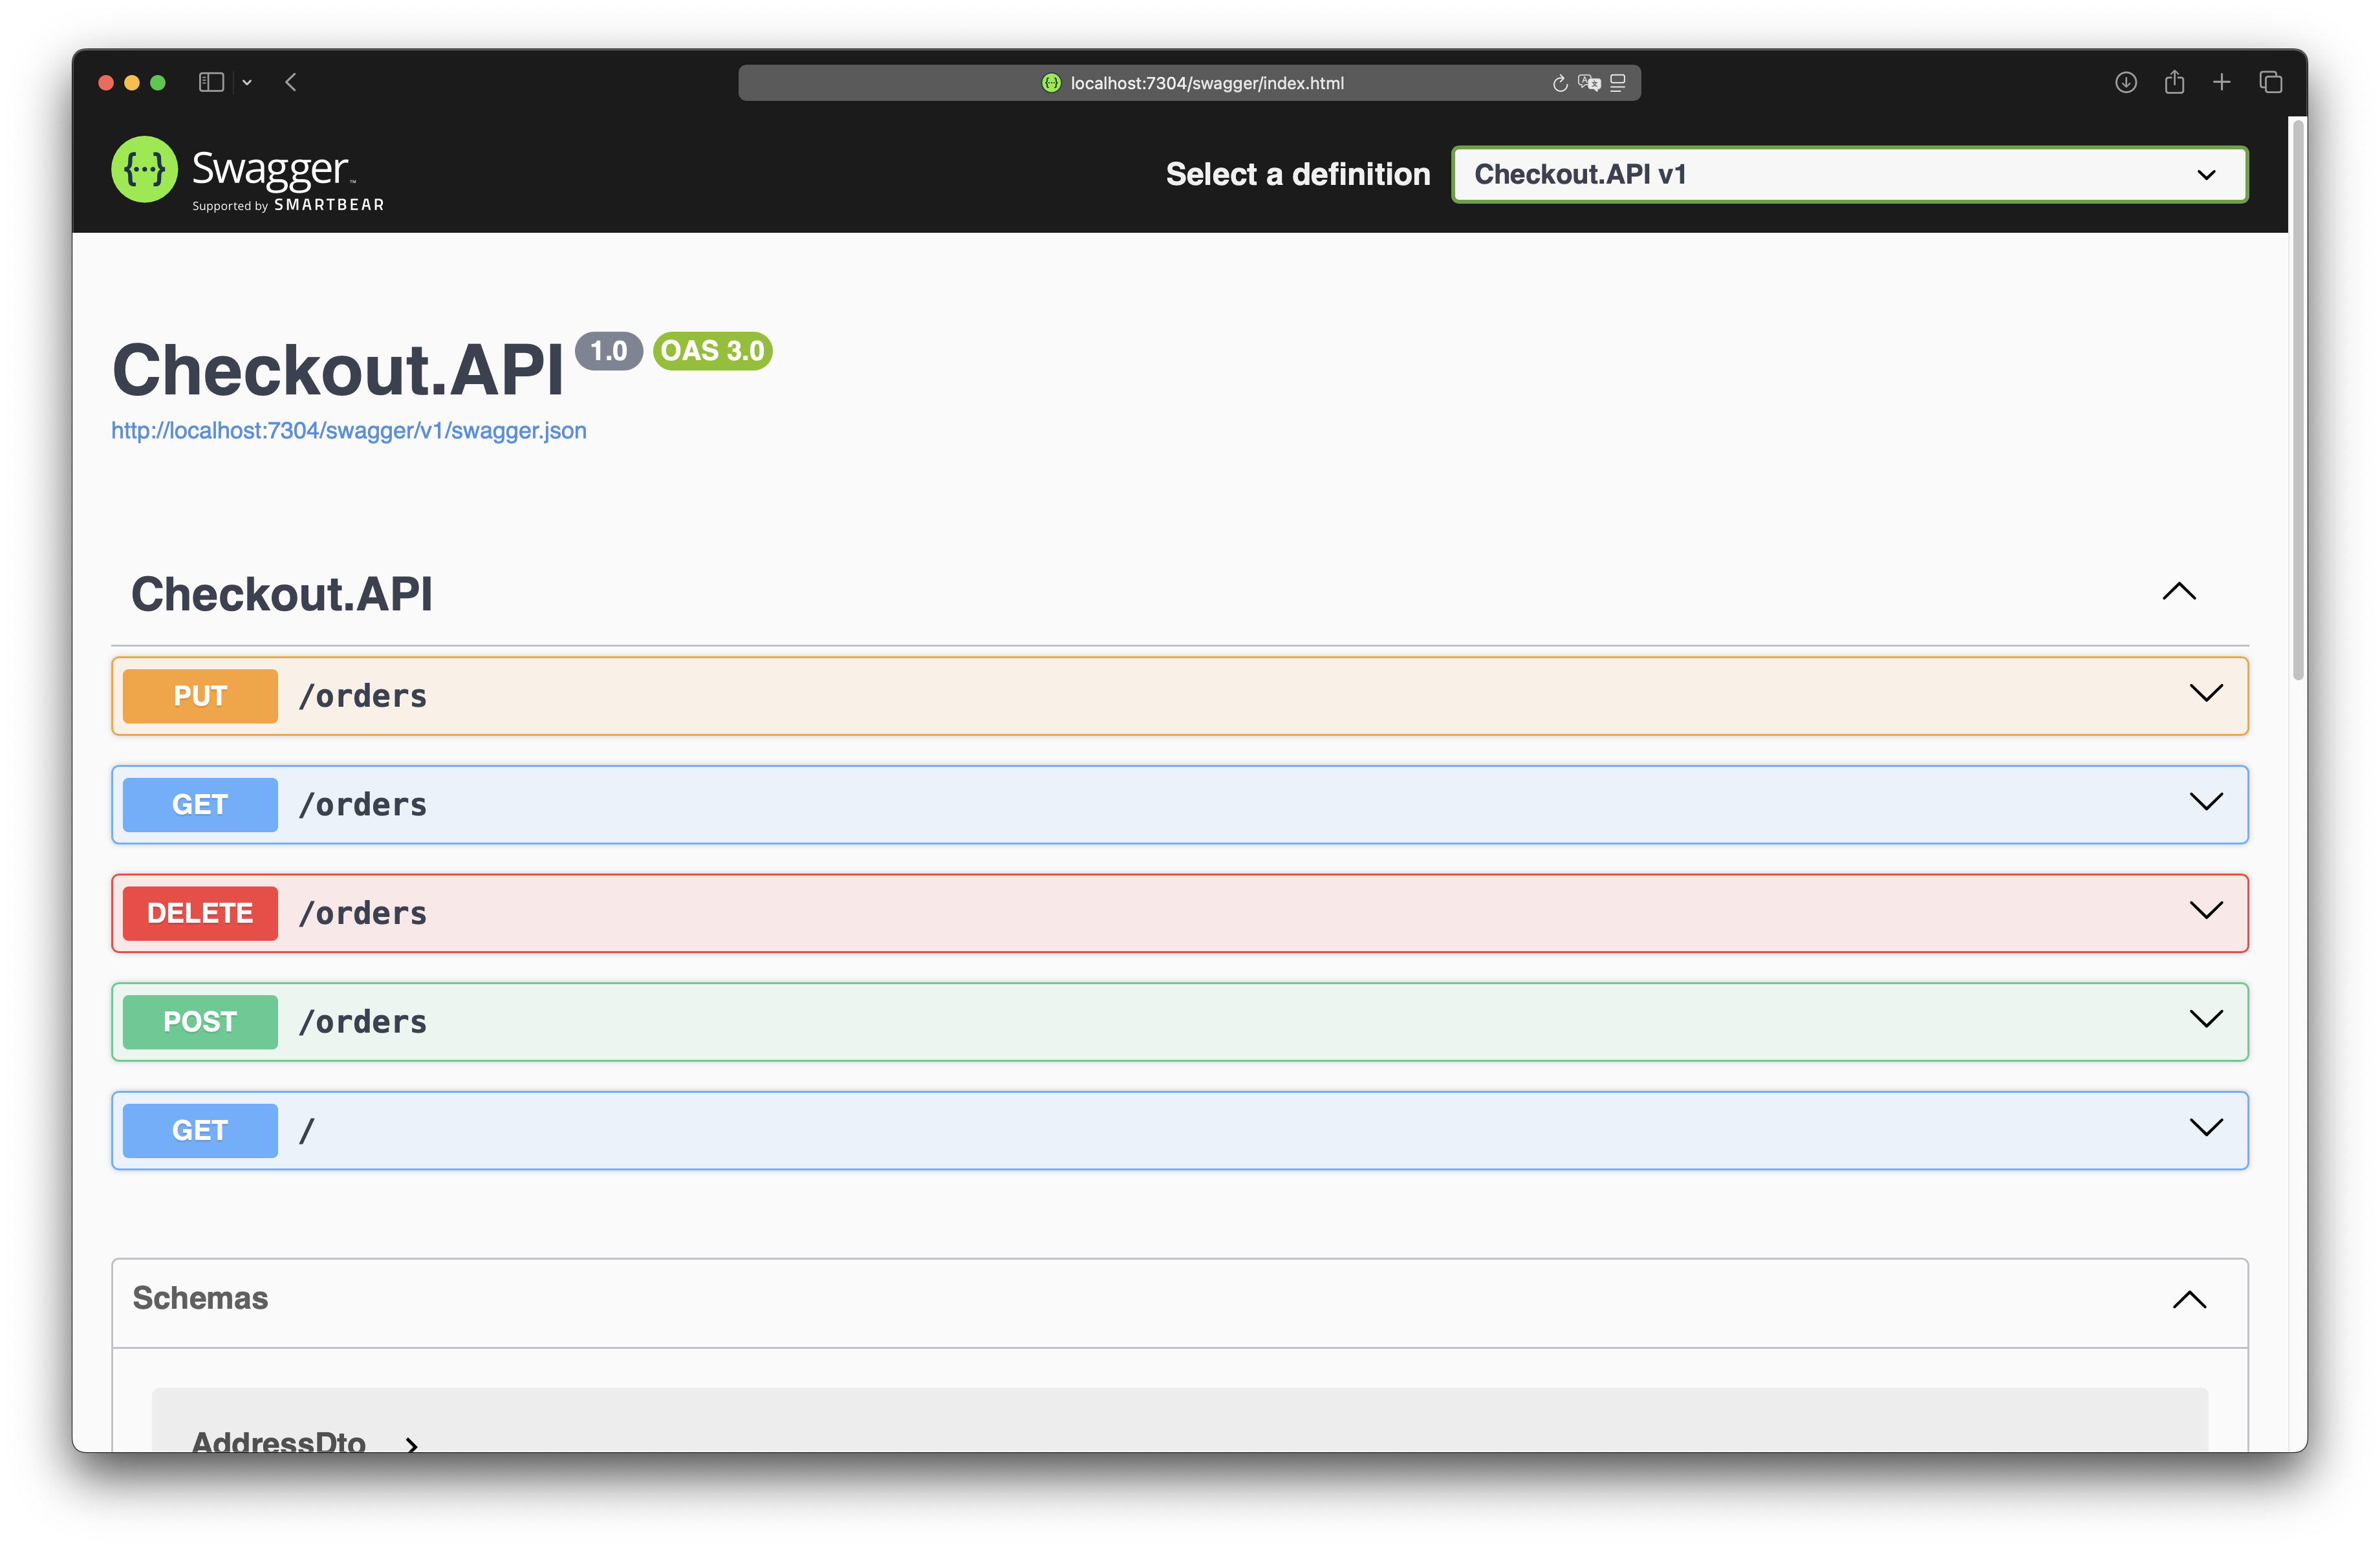 localhost:7304/swagger/index.html
{...} Swagger™
Supported by SMARTBEAR
Select a definition
Checkout.API v1
Checkout.API 1.0 OAS 3.0
http://localhost:7304/swagger/v1/swagger.json
Checkout.API
PUT /orders
GET /orders
DELETE /orders
POST /orders
GET /
Schemas
AddressDto